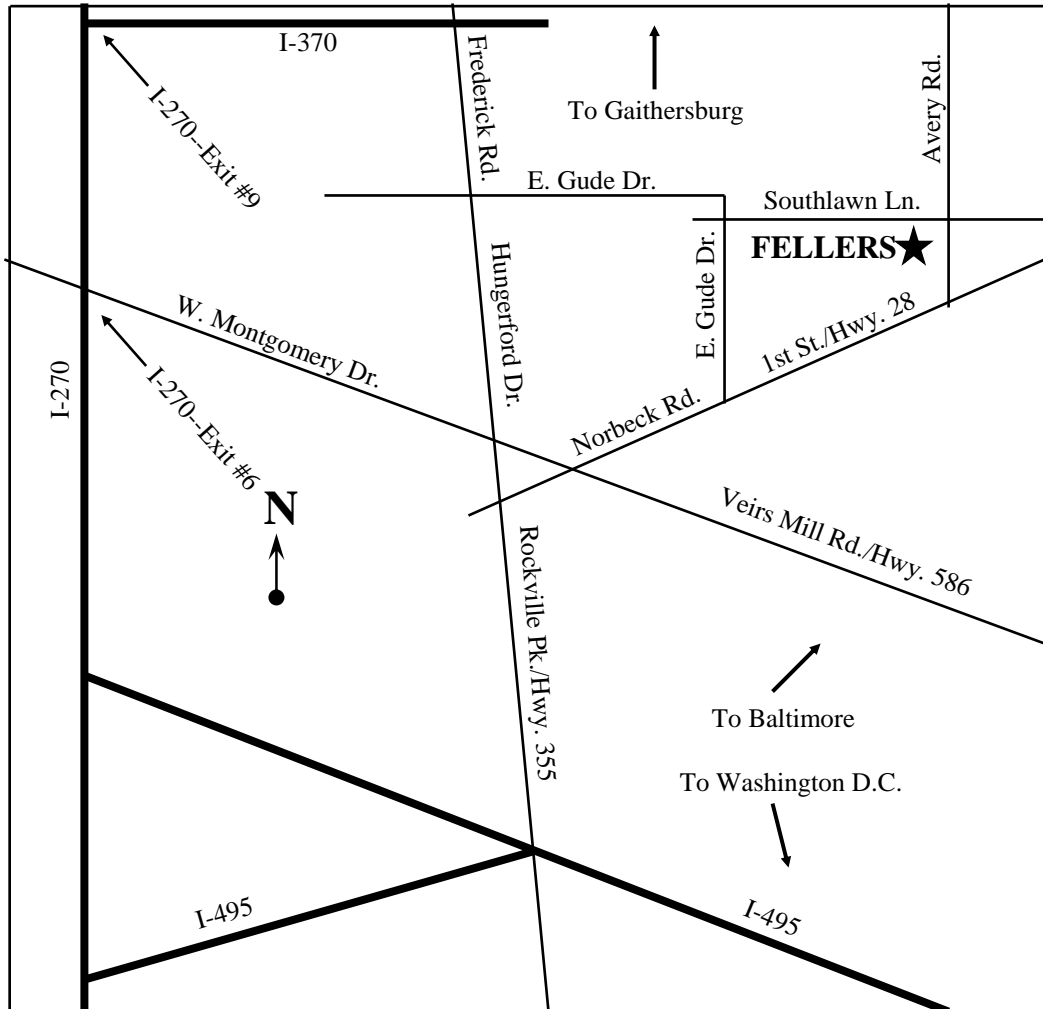 I-370
Frederick Rd.
To Gaithersburg
Avery Rd.
I-270--Exit #9
E. Gude Dr.
Southlawn Ln.
FELLERS
Hungerford Dr.
E. Gude Dr.
W. Montgomery Dr.
1st St./Hwy. 28
I-270
I-270--Exit #6
Norbeck Rd.
N
Veirs Mill Rd./Hwy. 586
Rockville Pk./Hwy. 355
To Baltimore
To Washington D.C.
I-495
I-495